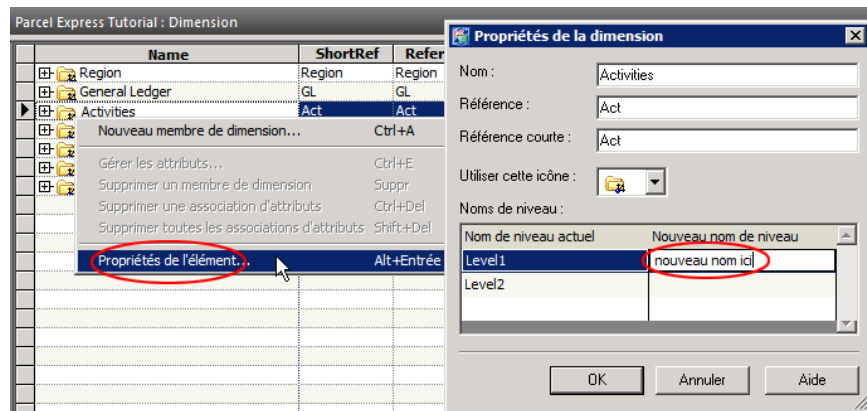 Parcel Express Tutorial : Dimension
Name ShortRef Refer
Region Region Region
General Ledger GL GL
Activities Act Act
Nouveau membre de dimension... Ctrl+A
Gérer les attributs... Ctrl+E
Supprimer un membre de dimension Suppr
Supprimer une association d'attributs Ctrl+Del
Supprimer toutes les associations d'attributs Shift+Del
Propriétés de l'élément... Alt+Entrée
Propriétés de la dimension
Nom : Activities
Référence : Act
Référence courte : Act
Utiliser cette icône :
Noms de niveau :
Nom de niveau actuel Nouveau nom de niveau
Level1 nouveau nom ici
Level2
OK Annuler Aide